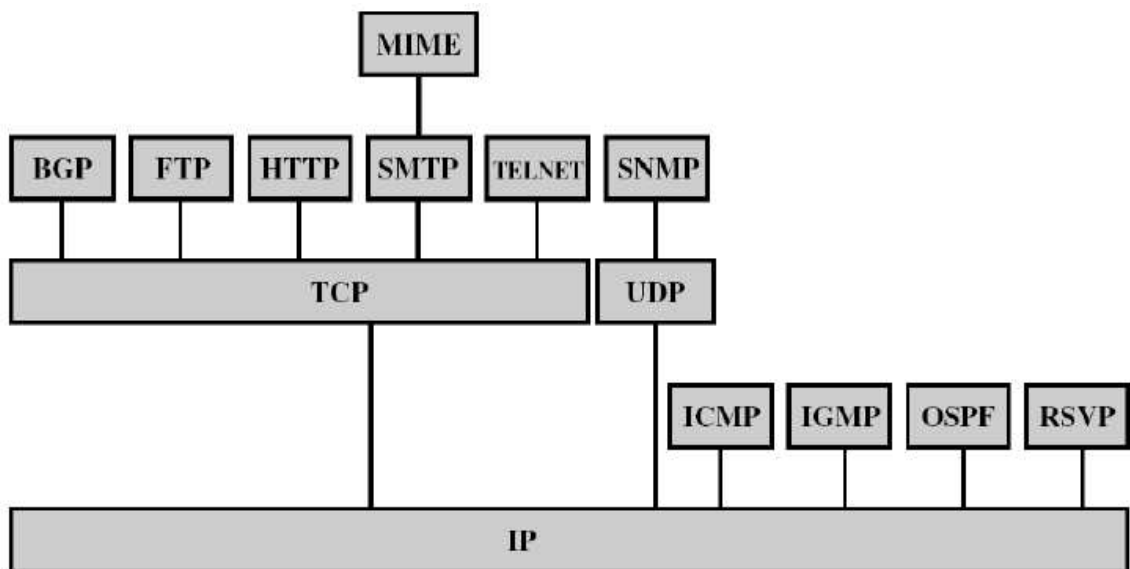 MIME
BGP FTP HTTP SMTP TELNET SNMP
TCP UDP
ICMP IGMP OSPF RSVP
IP